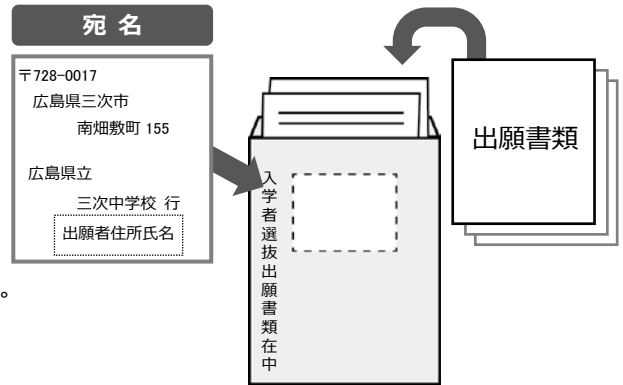 宛 名
〒728-0017
広島県三次市
南畑敷町 155
広島県立
三次中学校 行
出願者住所氏名
。
入学者選抜出願書類在中
出願書類